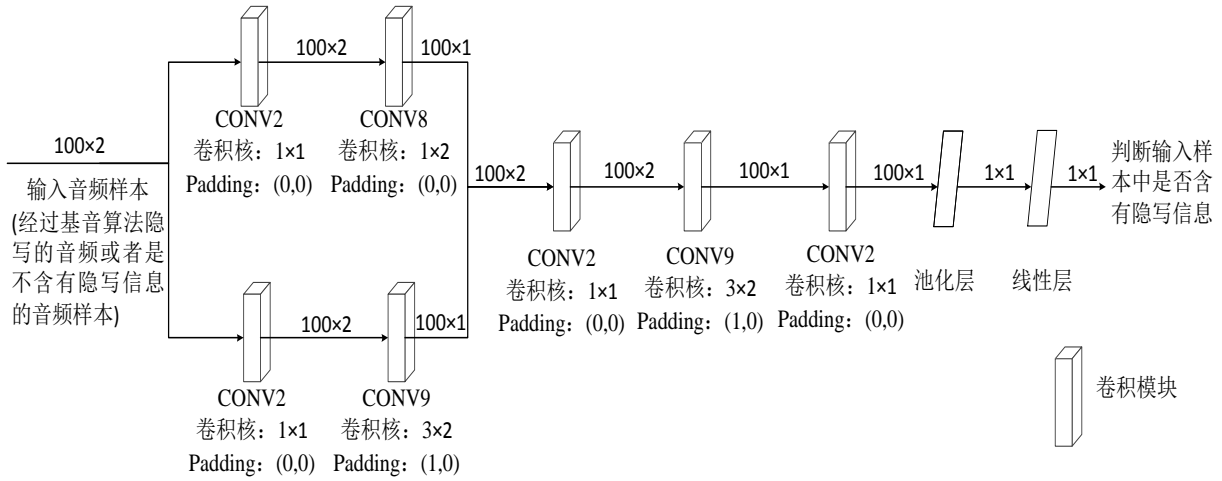 100×2
输入音频样本
(经过基音算法隐
写的音频或者是
不含有隐写信息
的音频样本)
100×2
100×1
CONV2
卷积核：1×1
Padding：(0,0)
CONV8
卷积核：1×2
Padding：(0,0)
100×2
100×1
CONV2
卷积核：1×1
Padding：(0,0)
CONV9
卷积核：3×2
Padding：(1,0)
100×2
100×2
100×1
100×1
1×1
1×1
CONV2
卷积核：1×1
Padding：(0,0)
CONV9
卷积核：3×2
Padding：(1,0)
CONV2
卷积核：1×1
Padding：(0,0)
池化层
线性层
判断输入样
本中是否含
有隐写信息
卷积模块